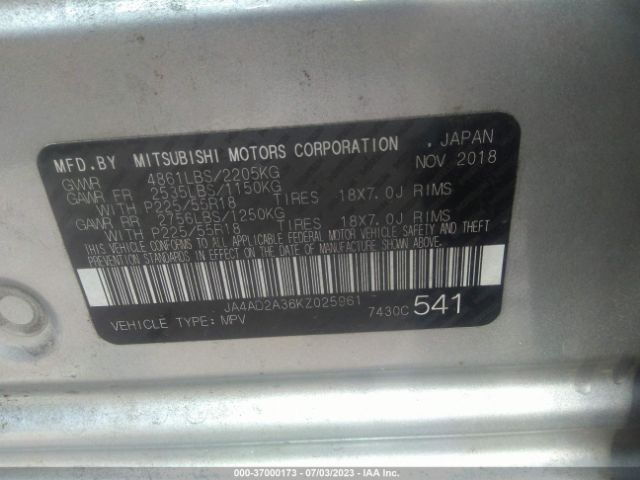 MFD.BY MITSUBISHI MOTORS CORPORATION , JAPAN
GVWR 4861LBS/2205KG NOV 2018
GAWR FR 2535LBS/1150KG
WITH P225/55R18 TIRES 18X7.0J RIMS
GAWR RR 2756LBS/1250KG
WITH P225/55R18 TIRES 18X7.0J RIMS
THIS VEHICLE CONFORMS TO ALL APPLICABLE FEDERAL MOTOR VEHICLE SAFETY AND THEFT
PREVENTION STANDARDS IN EFFECT ON THE DATE OF MANUFACTURE SHOWN ABOVE.
JA4AD2A36KZ025961
VEHICLE TYPE: MPV 7430C 541
000-37000173 - 07/03/2023 - IAA Inc.